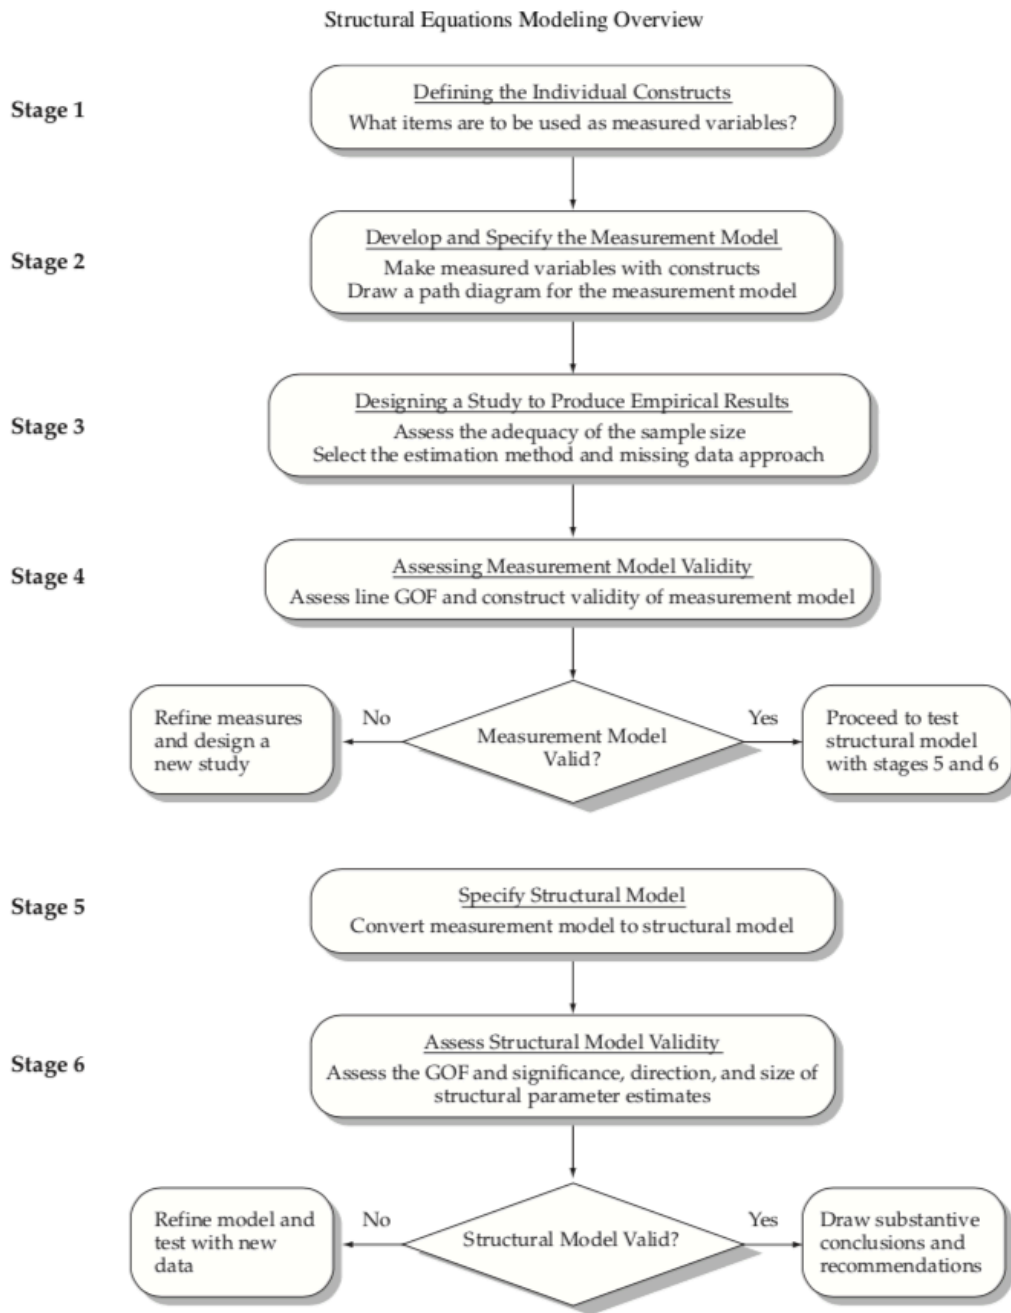 Structural Equations Modeling Overview
Stage 1
Defining the Individual Constructs
What items are to be used as measured variables?
Stage 2
Develop and Specify the Measurement Model
Make measured variables with constructs
Draw a path diagram for the measurement model
Stage 3
Designing a Study to Produce Empirical Results
Assess the adequacy of the sample size
Select the estimation method and missing data approach
Stage 4
Assessing Measurement Model Validity
Assess line GOF and construct validity of measurement model
Refine measures
and design a
new study
No
Measurement Model
Valid?
Yes
Proceed to test
structural model
with stages 5 and 6
Stage 5
Specify Structural Model
Convert measurement model to structural model
Stage 6
Assess Structural Model Validity
Assess the GOF and significance, direction, and size of
structural parameter estimates
Refine model and
test with new
data
No
Structural Model Valid?
Yes
Draw substantive
conclusions and
recommendations